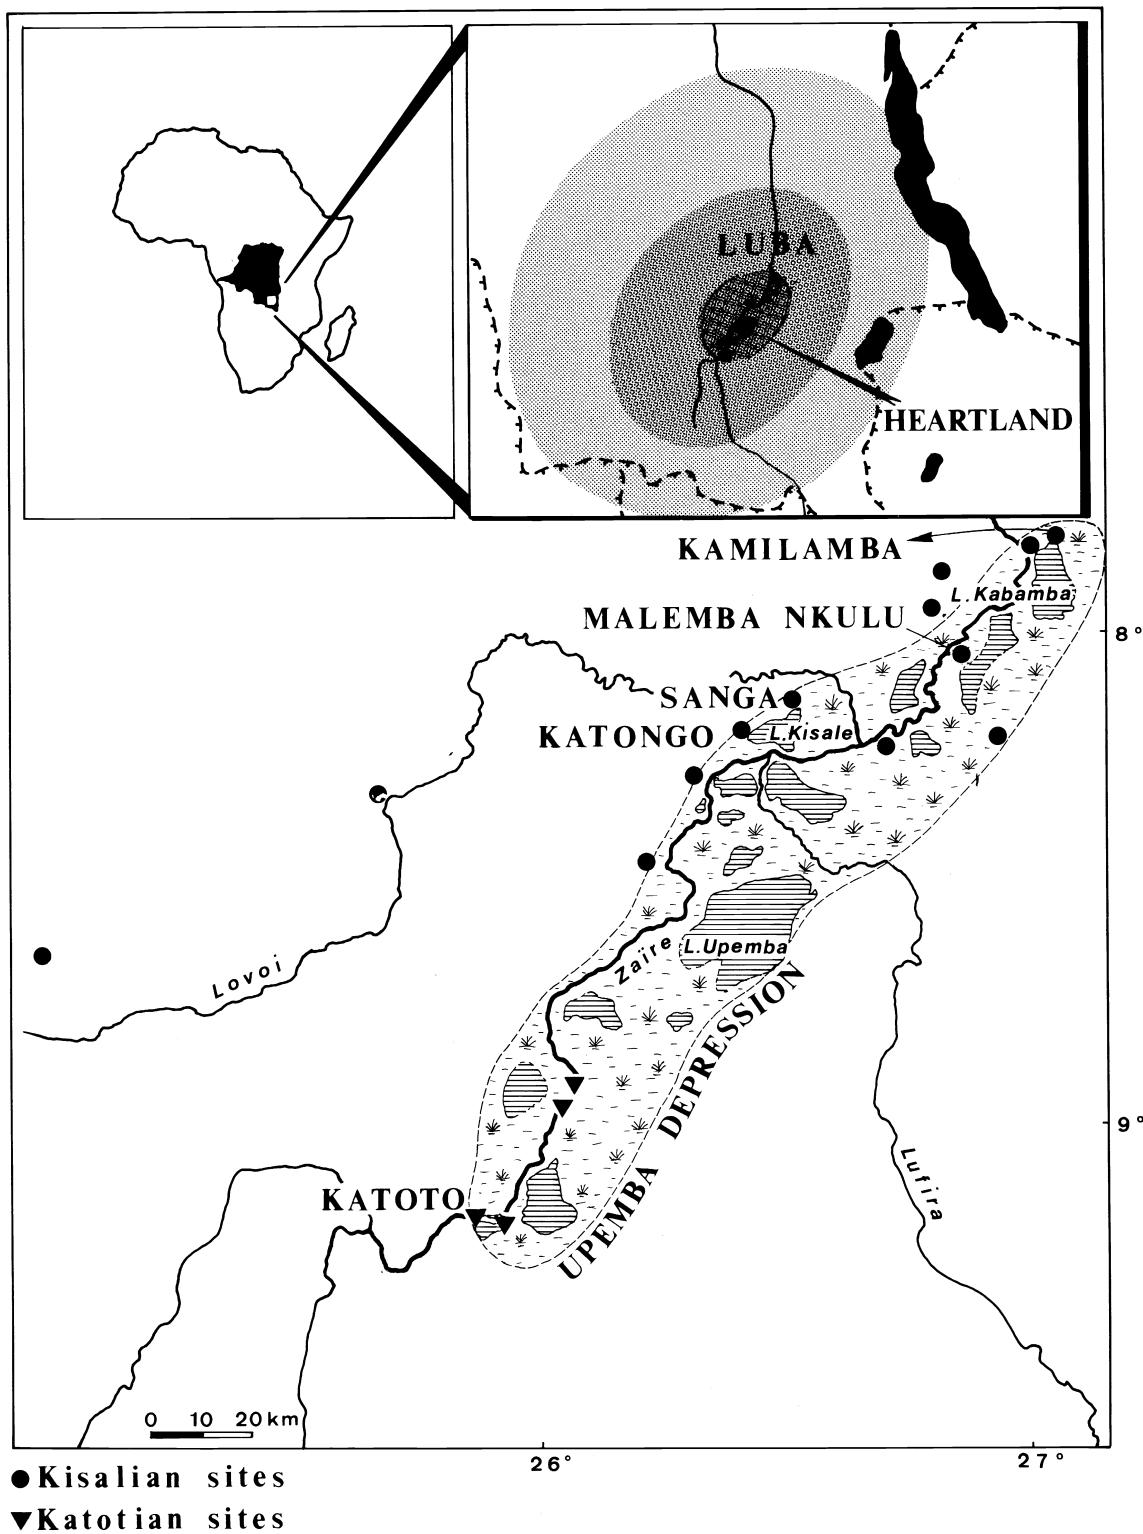 LUBA
HEARTLAND
KAMILAMBA
L.Kabamba
MALEMBA NKULU
8°
SANGA
KATONGO
L.Kisale
Zaïre
L.Upemba
Lovoi
UPEMBA DEPRESSION
9°
Lufira
KATOTO
0 10 20 km
26°
27°
Kisalian sites
Katotian sites